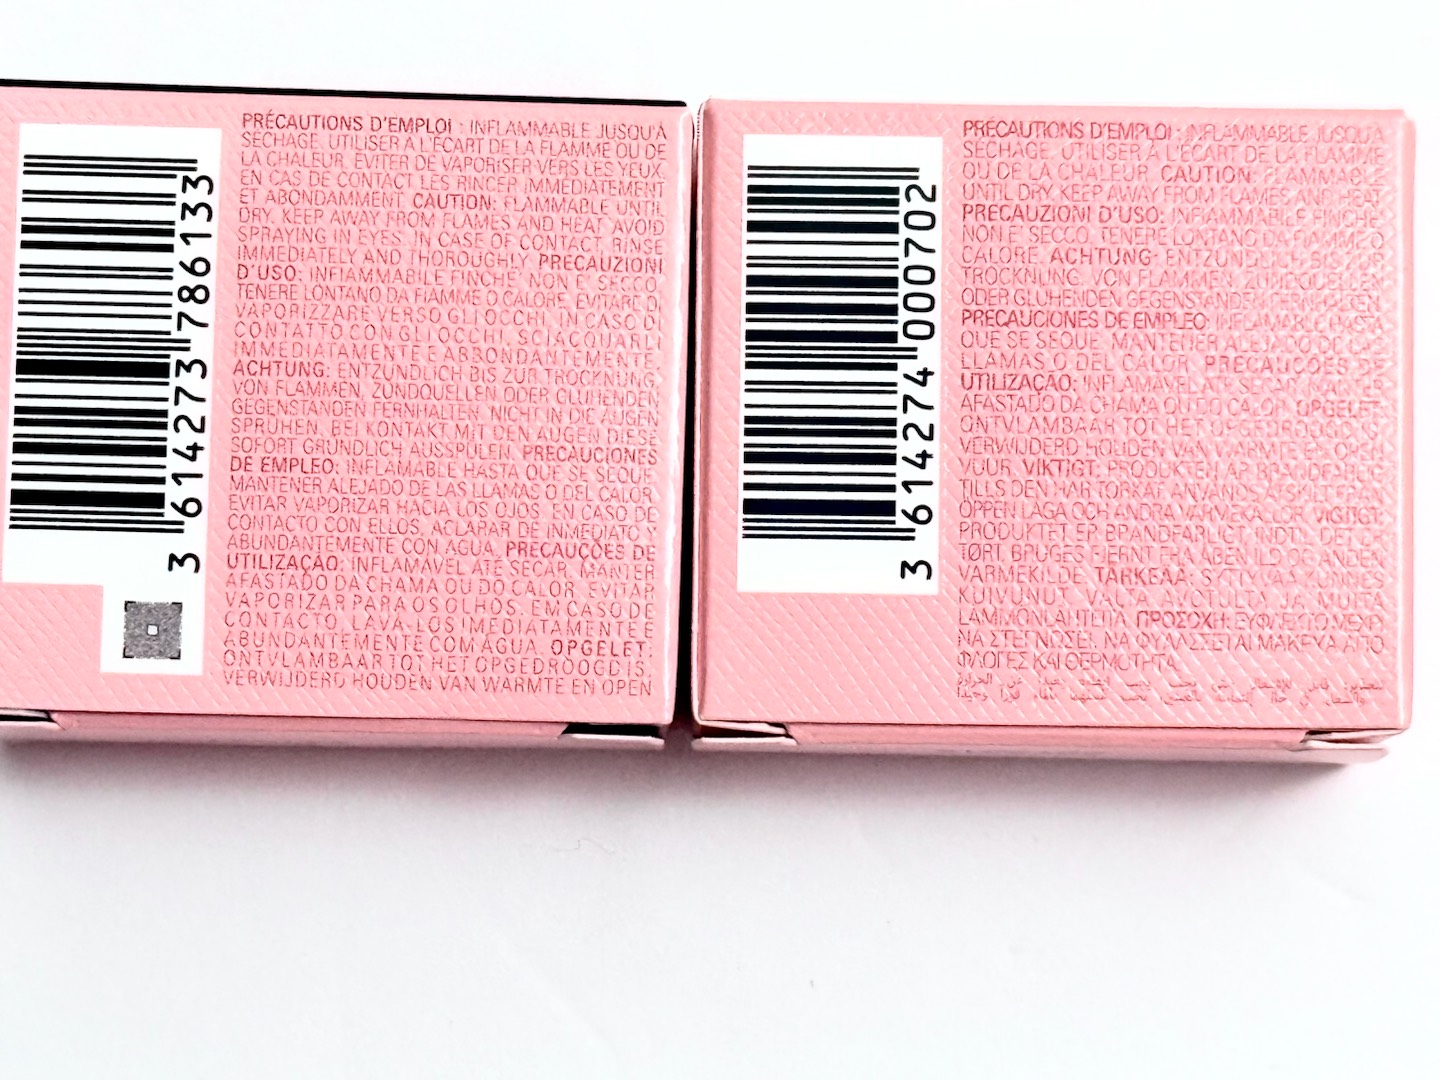 3 614273 786133
PRÉCAUTIONS D'EMPLOI : INFLAMMABLE JUSQU'À
SECHAGE. UTILISER A L'ÉCART DE LA FLAMME OU DE
LA CHALEUR. EVITER DE VAPORISER VERS LES YEUX.
EN CAS DE CONTACT LES RINCER IMMEDIATEMENT
ET ABONDAMMENT. CAUTION: FLAMMABLE UNTIL
DRY. KEEP AWAY FROM FLAMES AND HEAT. AVOID
SPRAYING IN EYES. IN CASE OF CONTACT, RINSE
IMMEDIATELY AND THOROUGHLY. PRECAUZIONI
D'USO: INFIAMMABILE FINCHE' NON E' SECCO.
TENERE LONTANO DA FIAMME O CALORE. EVITARE DI
VAPORIZZARE VERSO GLI OCCHI. IN CASO DI
CONTATTO CON GLI OCCHI, SCIACQUARLI
IMMEDIATAMENTE E ABBONDANTEMENTE.
ACHTUNG: ENTZÜNDLICH BIS ZUR TROCKNUNG.
VON FLAMMEN, ZÜNDQUELLEN ODER GLÜHENDEN
GEGENSTÄNDEN FERNHALTEN. NICHT IN DIE AUGEN
SPRÜHEN. BEI KONTAKT MIT DEN AUGEN DIESE
SOFORT GRÜNDLICH AUSSPÜLEN. PRECAUCIONES
DE EMPLEO: INFLAMABLE HASTA QUE SE SEQUE.
MANTENER ALEJADO DE LAS LLAMAS O DEL CALOR.
EVITAR VAPORIZAR HACIA LOS OJOS. EN CASO DE
CONTACTO CON ELLOS, ACLARAR DE INMEDIATO Y
ABUNDANTEMENTE CON AGUA. PRECAUÇÕES DE
UTILIZAÇÃO: INFLAMÁVEL ATÉ SECAR. MANTER
AFASTADO DA CHAMA OU DO CALOR. EVITAR
VAPORIZAR PARA OS OLHOS. EM CASO DE
CONTACTO, LAVÁ-LOS IMEDIATAMENTE E
ABUNDANTEMENTE COM ÁGUA. OPGELET:
ONTVLAMBAAR TOT HET OPGEDROOGD IS.
VERWIJDERD HOUDEN VAN WARMTE EN OPEN
3 614274 000702
PRÉCAUTIONS D'EMPLOI : INFLAMMABLE JUSQU'À
SECHAGE. UTILISER À L'ÉCART DE LA FLAMME
OU DE LA CHALEUR. CAUTION: FLAMMABLE
UNTIL DRY. KEEP AWAY FROM FLAMES AND HEAT.
PRECAUZIONI D'USO: INFIAMMABILE FINCHE'
NON E' SECCO. TENERE LONTANO DA FIAMME O
CALORE. ACHTUNG: ENTZÜNDLICH BIS ZUR
TROCKNUNG. VON FLAMMEN, ZÜNDQUELLEN
ODER GLÜHENDEN GEGENSTÄNDEN FERNHALTEN.
PRECAUCIONES DE EMPLEO: INFLAMABLE HASTA
QUE SE SEQUE. MANTENER ALEJADO DE LAS
LLAMAS O DEL CALOR. PRECAUÇÕES DE
UTILIZAÇÃO: INFLAMÁVEL ATÉ SECAR. MANTER
AFASTADO DA CHAMA OU DO CALOR. OPGELET:
ONTVLAMBAAR TOT HET OPGEDROOGD IS.
VERWIJDERD HOUDEN VAN WARMTE EN OPEN
VUUR. VIKTIGT: PRODUKTEN ÄR BRANDFARLIG
TILLS DEN HAR TORKAT. ANVÄNDS ÅTSKILT FRÅN
ÖPPEN LÅGA OCH ANDRA VÄRMEKÄLLOR. VIGTIGT:
PRODUKTET ER BRANDFARLIGT INDTIL DET ER
TØRT. BRUGES FJERNT FRA ÅBEN ILD OG ANDEN
VARMEKILDE. TÄRKEÄÄ: SYTTYVÄÄ KUNNES
KUIVUNUT. VÄLTÄ AVOTULTA JA MUITA
LÄMMÖNLÄHTEITÄ. ΠΡΟΣΟΧΗ: ΕΥΦΛΕΚΤΟ ΜΕΧΡΙ
ΝΑ ΣΤΕΓΝΩΣΕΙ. ΝΑ ΦΥΛΑΣΣΕΤΑΙ ΜΑΚΡΥΑ ΑΠΟ
ΦΛΟΓΕΣ ΚΑΙ ΘΕΡΜΟΤΗΤΑ.